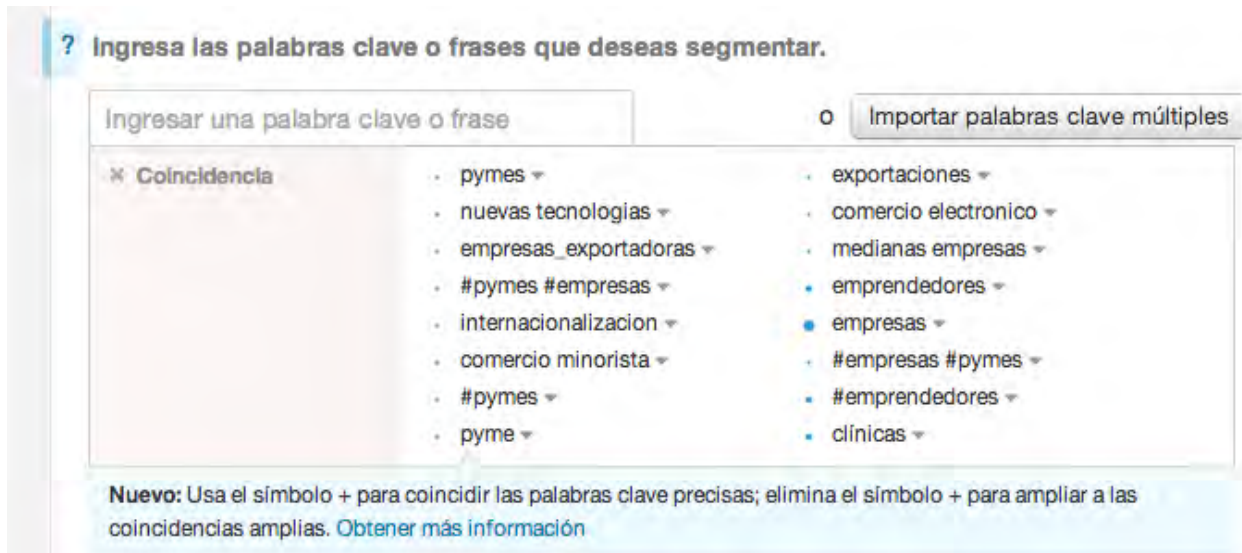 ? Ingresa las palabras clave o frases que deseas segmentar.
Ingresar una palabra clave o frase
o Importar palabras clave múltiples
× Coincidencia
pymes
nuevas tecnologias
empresas_exportadoras
#pymes #empresas
internacionalizacion
comercio minorista
#pymes
pyme
exportaciones
comercio electronico
medianas empresas
emprendedores
empresas
#empresas #pymes
#emprendedores
clínicas
Nuevo: Usa el símbolo + para coincidir las palabras clave precisas; elimina el símbolo + para ampliar a las
coincidencias amplias. Obtener más información